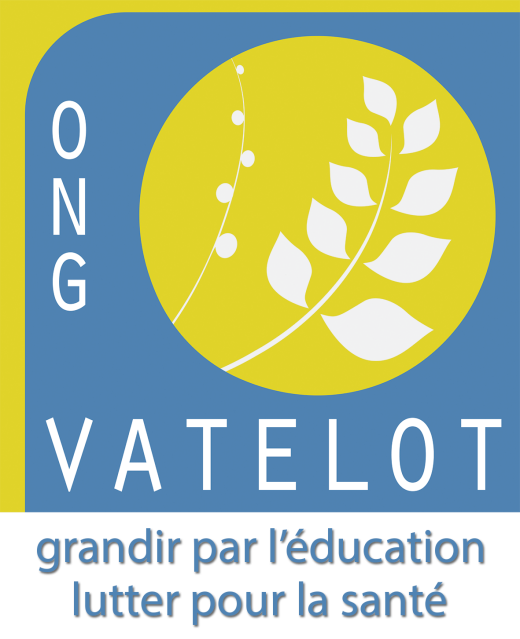 ONG
VATELOT
grandir par l'éducation
lutter pour la santé